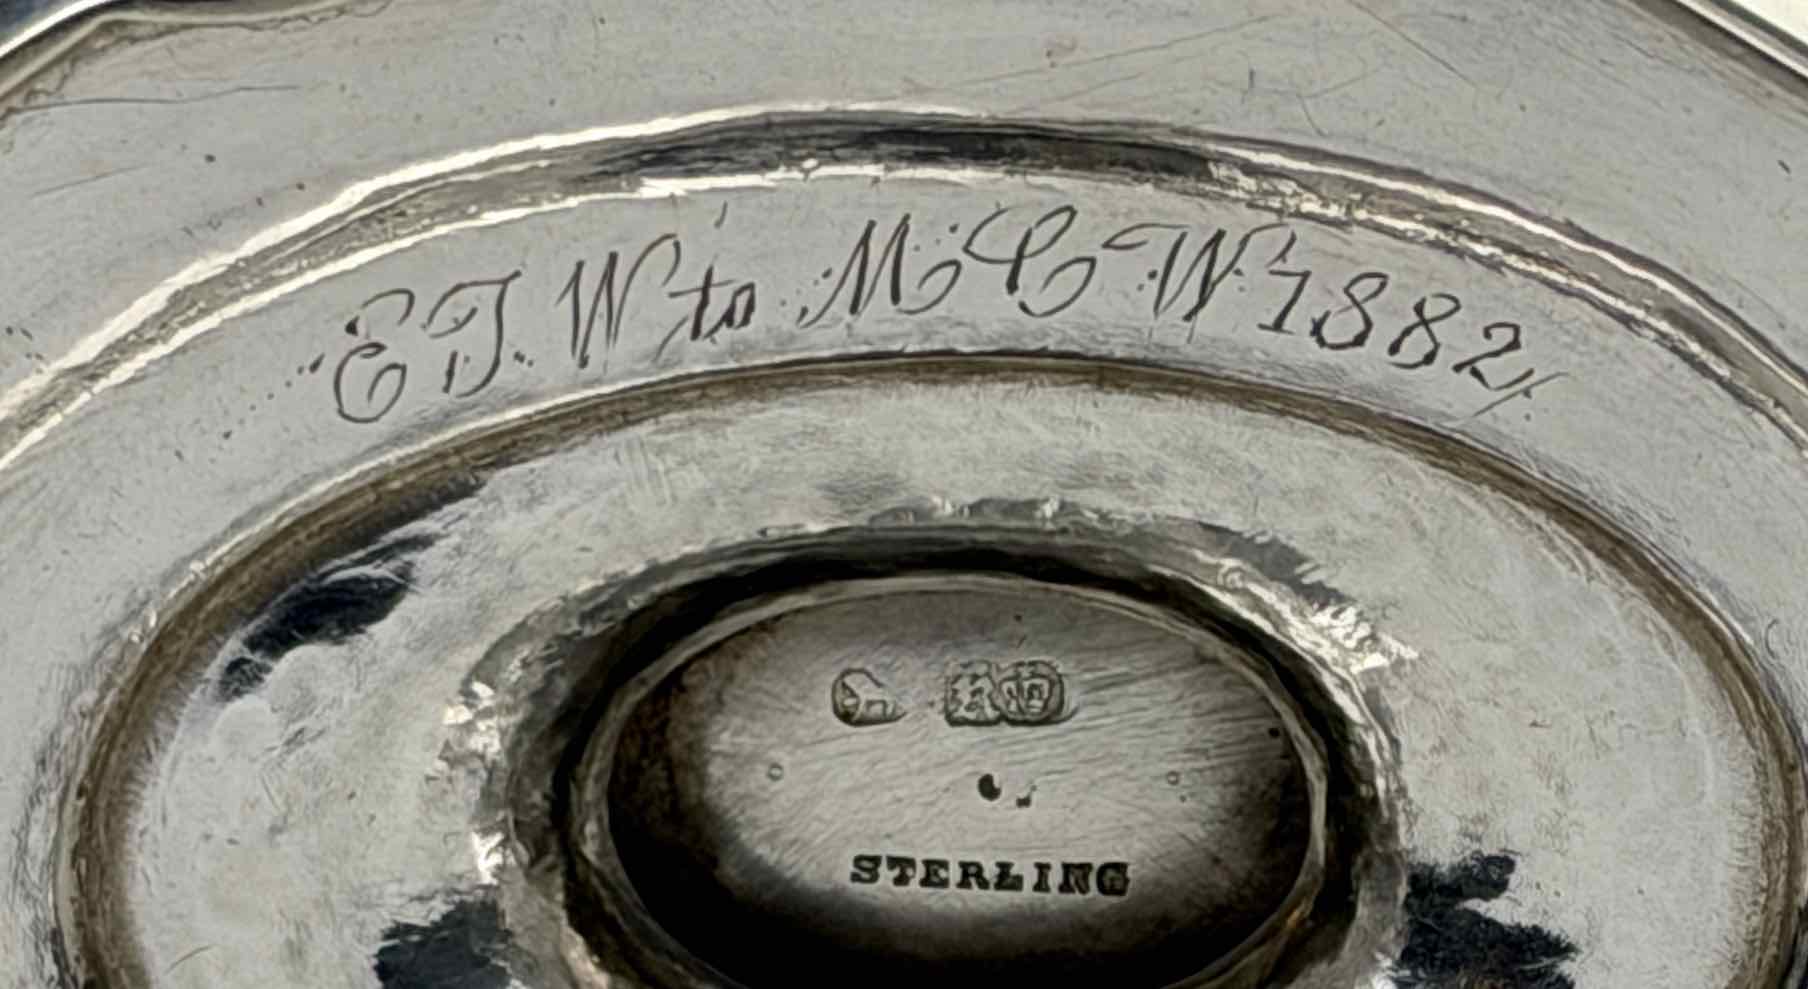 E.T.W to M.C.W 1882
STERLING